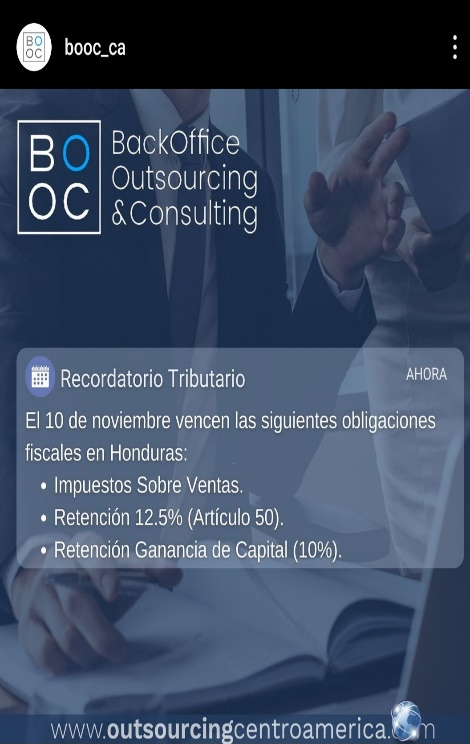 BO
OC
booc_ca
BO
OC
BackOffice
Outsourcing
&Consulting
Recordatorio Tributario
AHORA
El 10 de noviembre vencen las siguientes obligaciones
fiscales en Honduras:
• Impuestos Sobre Ventas.
• Retención 12.5% (Artículo 50).
• Retención Ganancia de Capital (10%).
www.outsourcingcentroamerica.